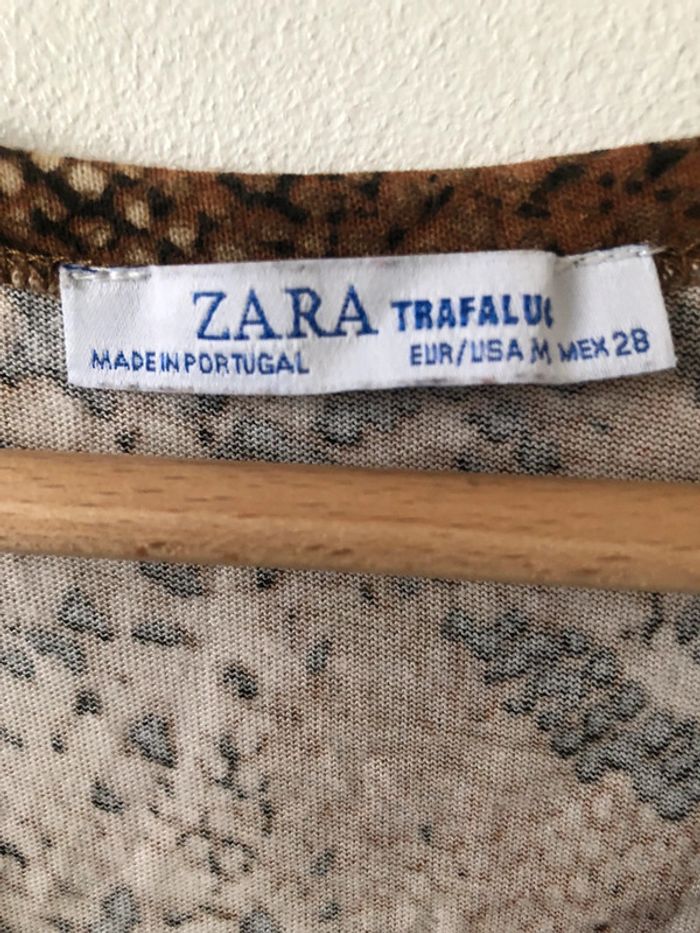 ZARA TRAFALUC
MADE IN PORTUGAL EUR/USA M MEX 28